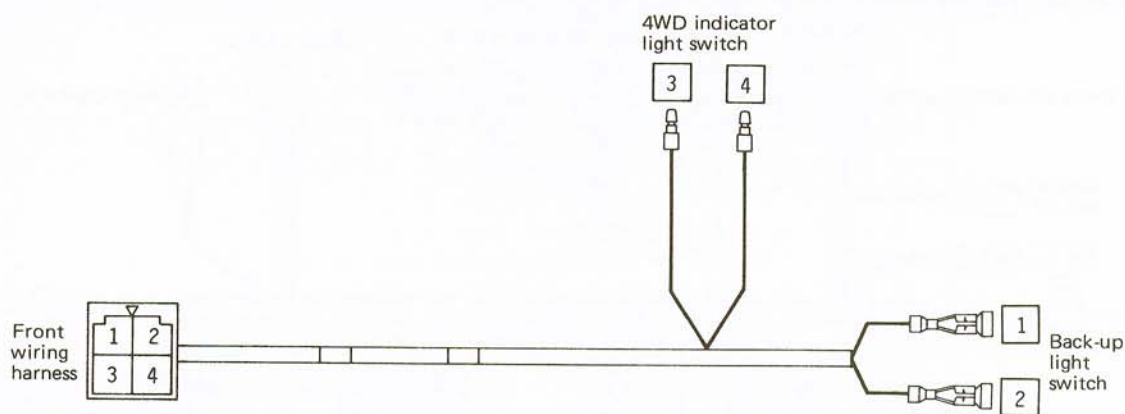 4WD indicator
light switch
3 4
Front
wiring
harness
1 2
3 4
1
Back-up
light
switch
2